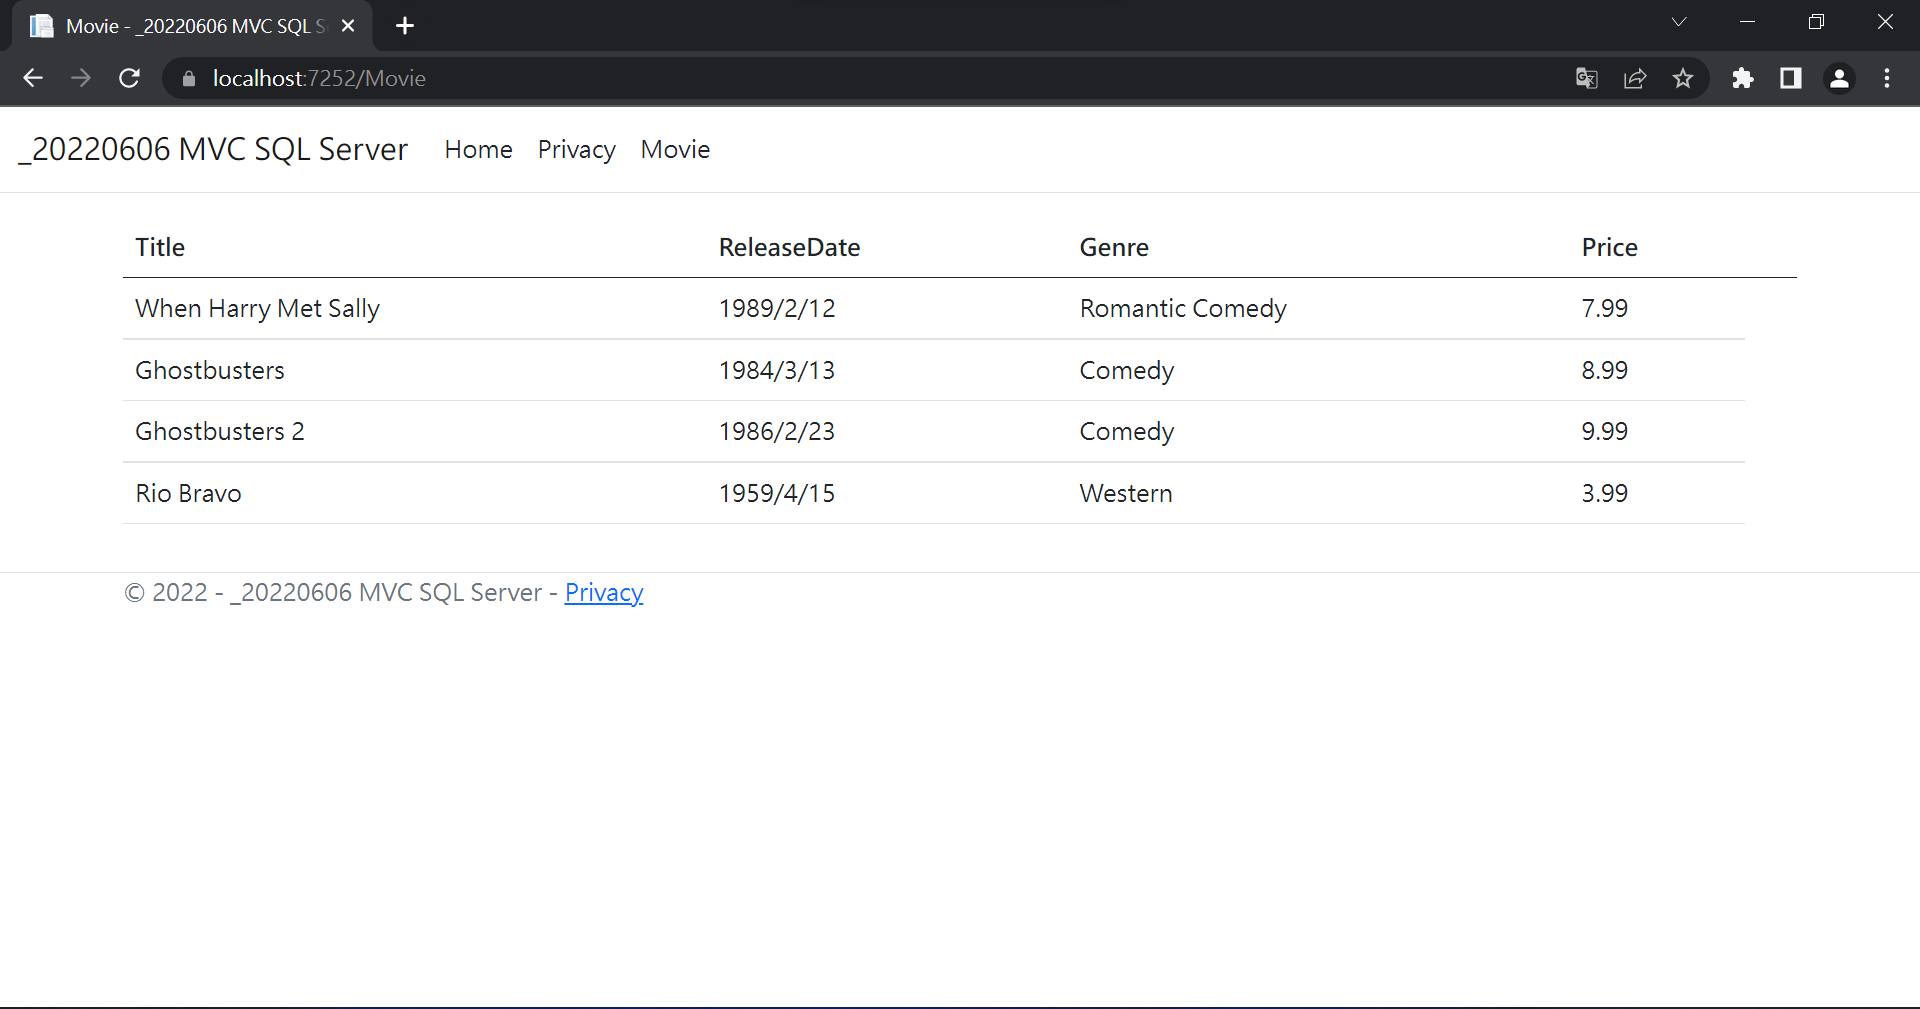 Movie - _20220606 MVC SQL S
localhost:7252/Movie
_20220606 MVC SQL Server Home Privacy Movie
Title ReleaseDate Genre Price
When Harry Met Sally 1989/2/12 Romantic Comedy 7.99
Ghostbusters 1984/3/13 Comedy 8.99
Ghostbusters 2 1986/2/23 Comedy 9.99
Rio Bravo 1959/4/15 Western 3.99
© 2022 - _20220606 MVC SQL Server - Privacy